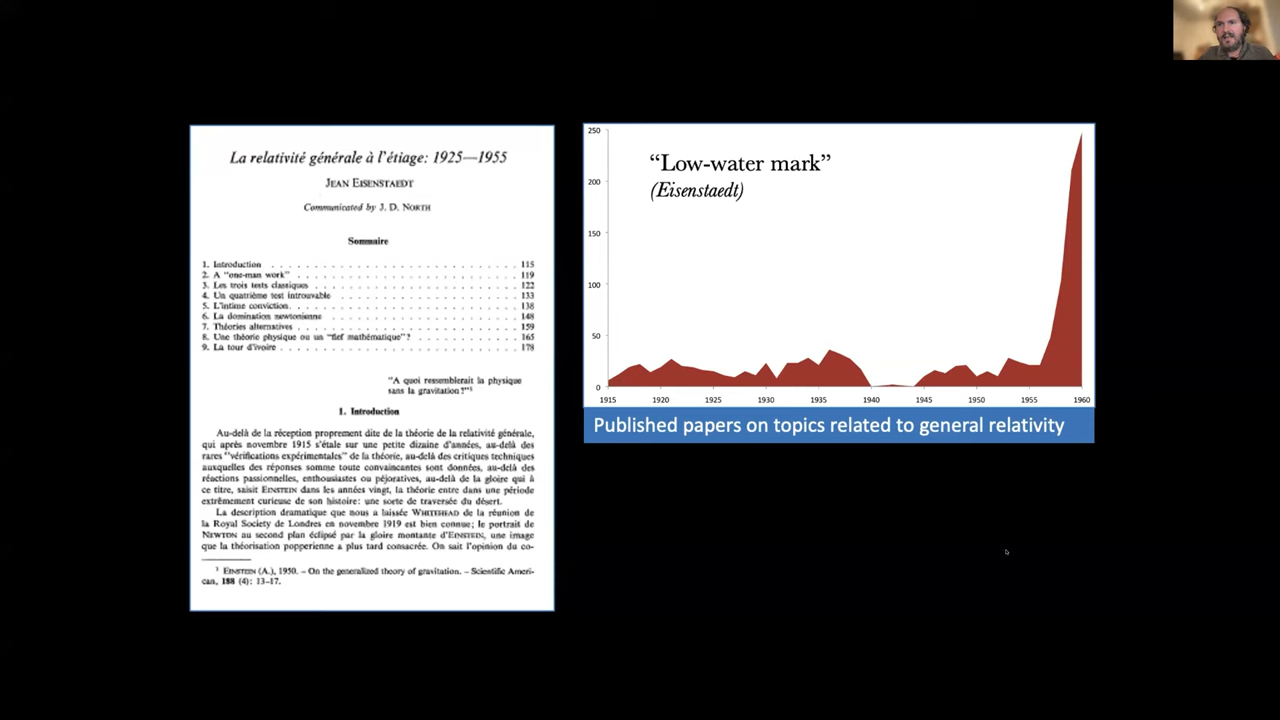 La relativité générale à l'étiage: 1925—1955
JEAN EISENSTAEDT
Communicated by J. D. NORTH
Sommaire
1. Introduction . . . . . . . . . . . . . . . . . . . . . . . . . 115
2. A "one-man work" . . . . . . . . . . . . . . . . . . . . . . 119
3. Les trois tests classiques . . . . . . . . . . . . . . . . . . . . 122
4. Un quatrième test introuvable . . . . . . . . . . . . . . . . . . 133
5. L'intime conviction . . . . . . . . . . . . . . . . . . . . . . 138
6. La domination newtonienne . . . . . . . . . . . . . . . . . . . 148
7. Théories alternatives . . . . . . . . . . . . . . . . . . . . . 159
8. Une théorie physique ou un "fief mathématique"? . . . . . . . . . . 165
9. La tour d'ivoire . . . . . . . . . . . . . . . . . . . . . . . 178
"A quoi ressemblerait la physique
sans la gravitation?"¹
1. Introduction
Au-delà de la réception proprement dite de la théorie de la relativité générale,
qui après novembre 1915 s'étale sur une petite dizaine d'années, au-delà des
rares "vérifications expérimentales" de la théorie, au-delà des critiques techniques
auxquelles des réponses somme toute convaincantes sont données, au-delà des
réactions passionnelles, enthousiastes ou péjoratives, au-delà de la gloire qui à
ce titre, saisit EINSTEIN dans les années vingt, la théorie entre dans une période
extrêmement curieuse de son histoire: une sorte de traversée du désert.
La description dramatique que nous a laissée WHITEHEAD de la réunion de
la Royal Society de Londres en novembre 1919 est bien connue; le portrait de
NEWTON au second plan éclipsé par la gloire montante d'EINSTEIN, une image
que la théorisation popperienne a plus tard consacrée. On sait l'opinion du co-
¹ EINSTEIN (A.), 1950. – On the generalized theory of gravitation. – Scientific Ameri-
can, 188 (4): 13-17.
"Low-water mark"
(Eisenstaedt)
250
200
150
100
50
0
1915 1920 1925 1930 1935 1940 1945 1950 1955 1960
Published papers on topics related to general relativity